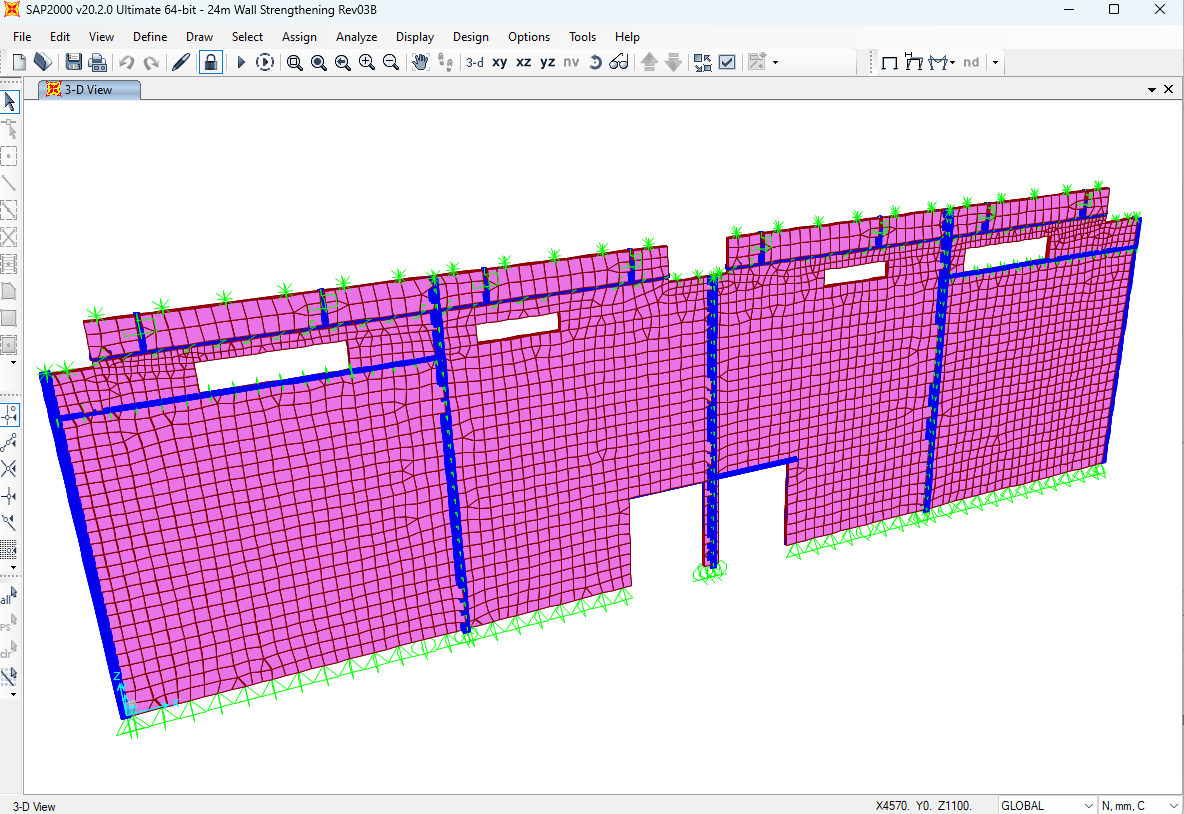 SAP2000 v20.2.0 Ultimate 64-bit - 24m Wall Strengthening Rev03B
File Edit View Define Draw Select Assign Analyze Display Design Options Tools Help
3-d xy xz yz nv nd
3-D View
all
PS
clr
Z
3-D View X4570. Y0. Z1100. GLOBAL N, mm, C